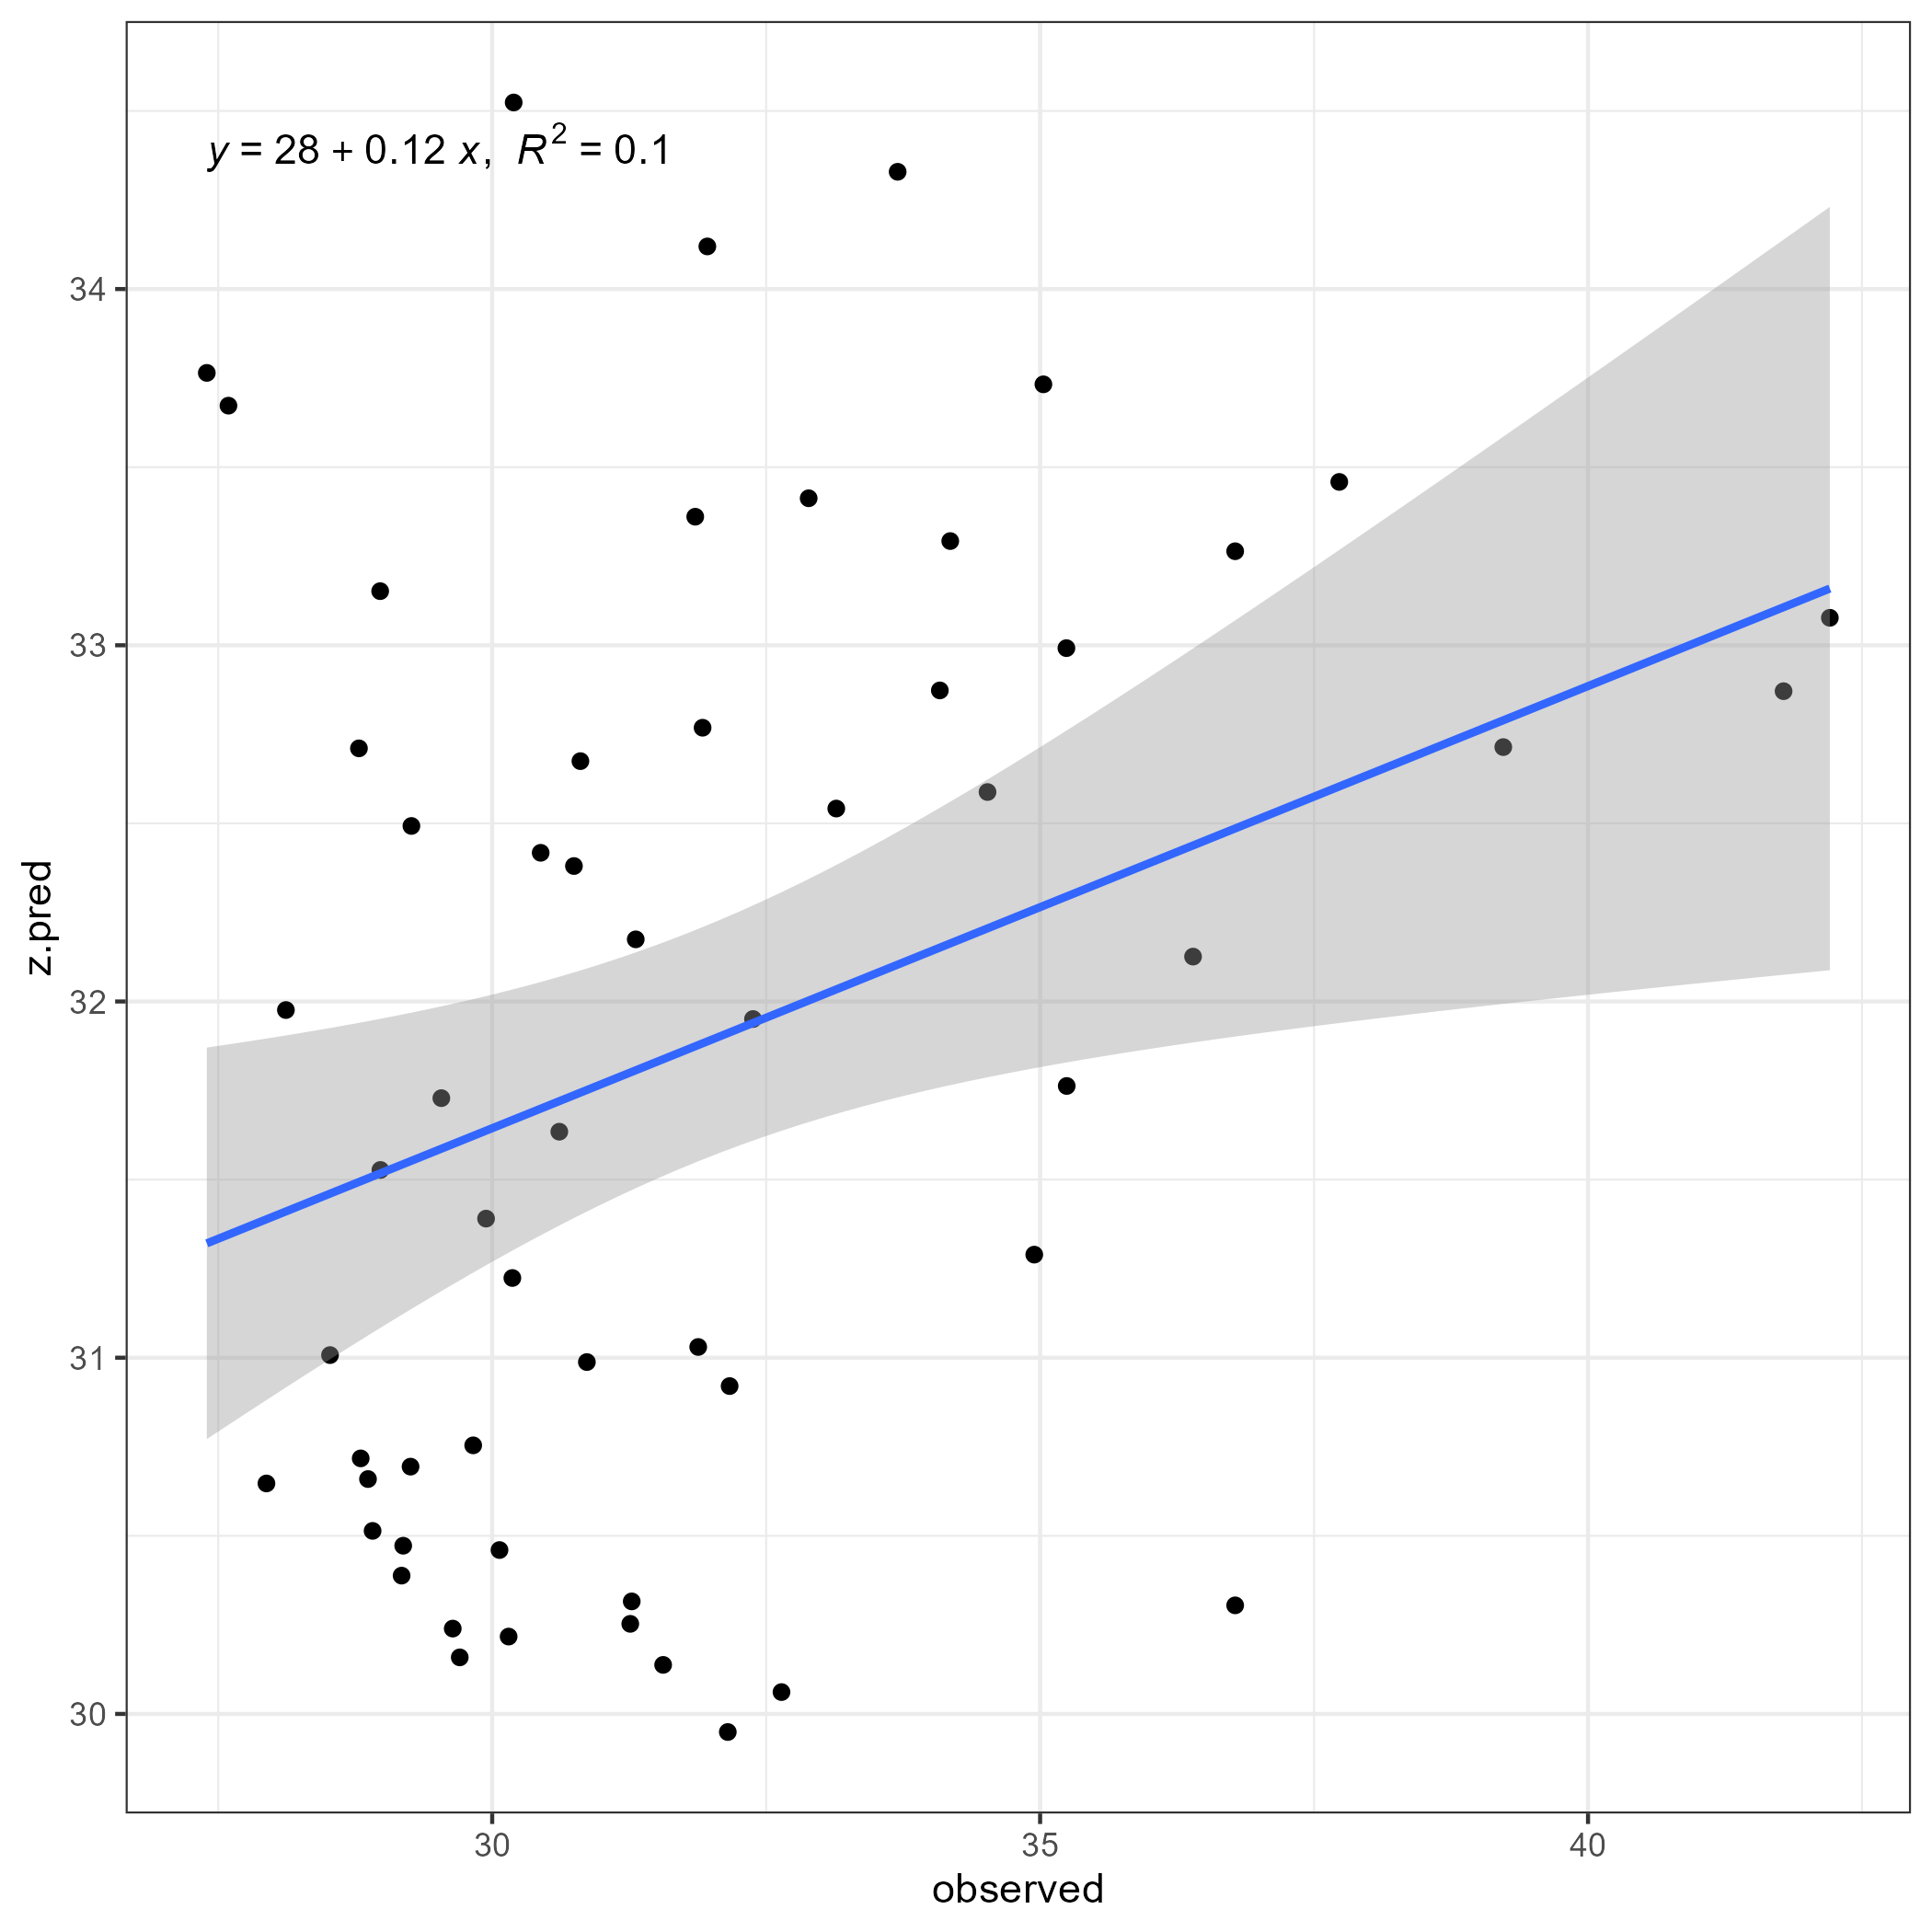 y = 28 + 0.12 x, R² = 0.1
34
33
32
31
30
z.pred
30 35 40
observed